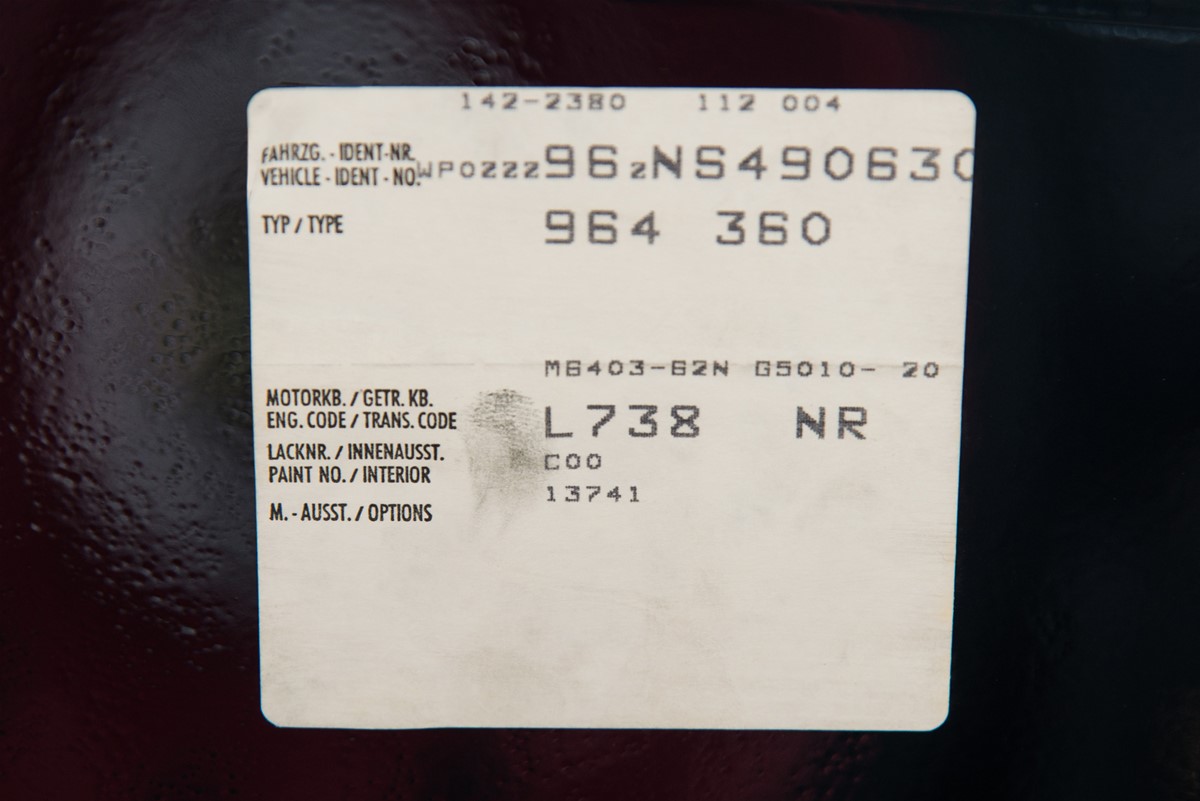 142-2380 112 004
FAHRZG. - IDENT-NR.
VEHICLE - IDENT - NO. WP0ZZZ96ZNS490630
TYP / TYPE 964 360
M6403-62N G5010- 20
MOTORKB. / GETR. KB.
ENG. CODE / TRANS. CODE L738 NR
LACKNR. / INNENAUSST. C00
PAINT NO. / INTERIOR 13741
M. - AUSST. / OPTIONS